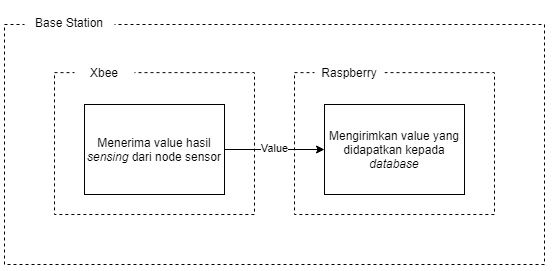 Base Station
Xbee
Raspberry
Menerima value hasil
sensing dari node sensor
Value
Mengirimkan value yang
didapatkan kepada
database